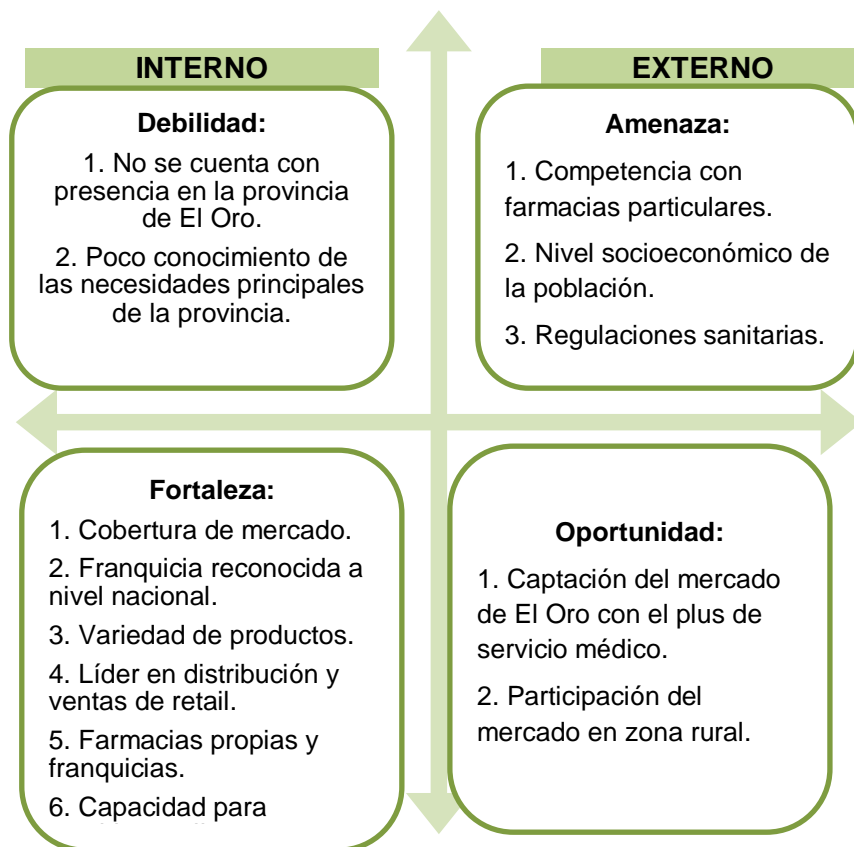 INTERNO
EXTERNO
Debilidad:
1. No se cuenta con
presencia en la provincia
de El Oro.
2. Poco conocimiento de
las necesidades principales
de la provincia.
Amenaza:
1. Competencia con
farmacias particulares.
2. Nivel socioeconómico de
la población.
3. Regulaciones sanitarias.
Fortaleza:
1. Cobertura de mercado.
2. Franquicia reconocida a
nivel nacional.
3. Variedad de productos.
4. Líder en distribución y
ventas de retail.
5. Farmacias propias y
franquicias.
6. Capacidad para
Oportunidad:
1. Captación del mercado
de El Oro con el plus de
servicio médico.
2. Participación del
mercado en zona rural.